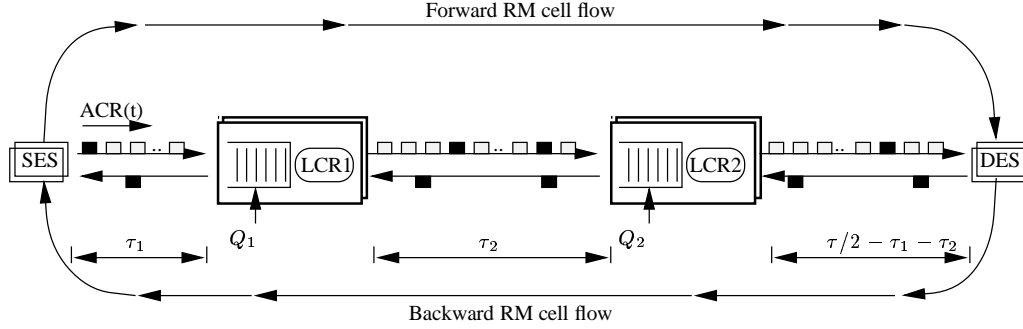 Forward RM cell flow
ACR(t)
SES
LCR1
LCR2
DES
Q₁
Q₂
τ₁
τ₂
τ/2 − τ₁ − τ₂
Backward RM cell flow